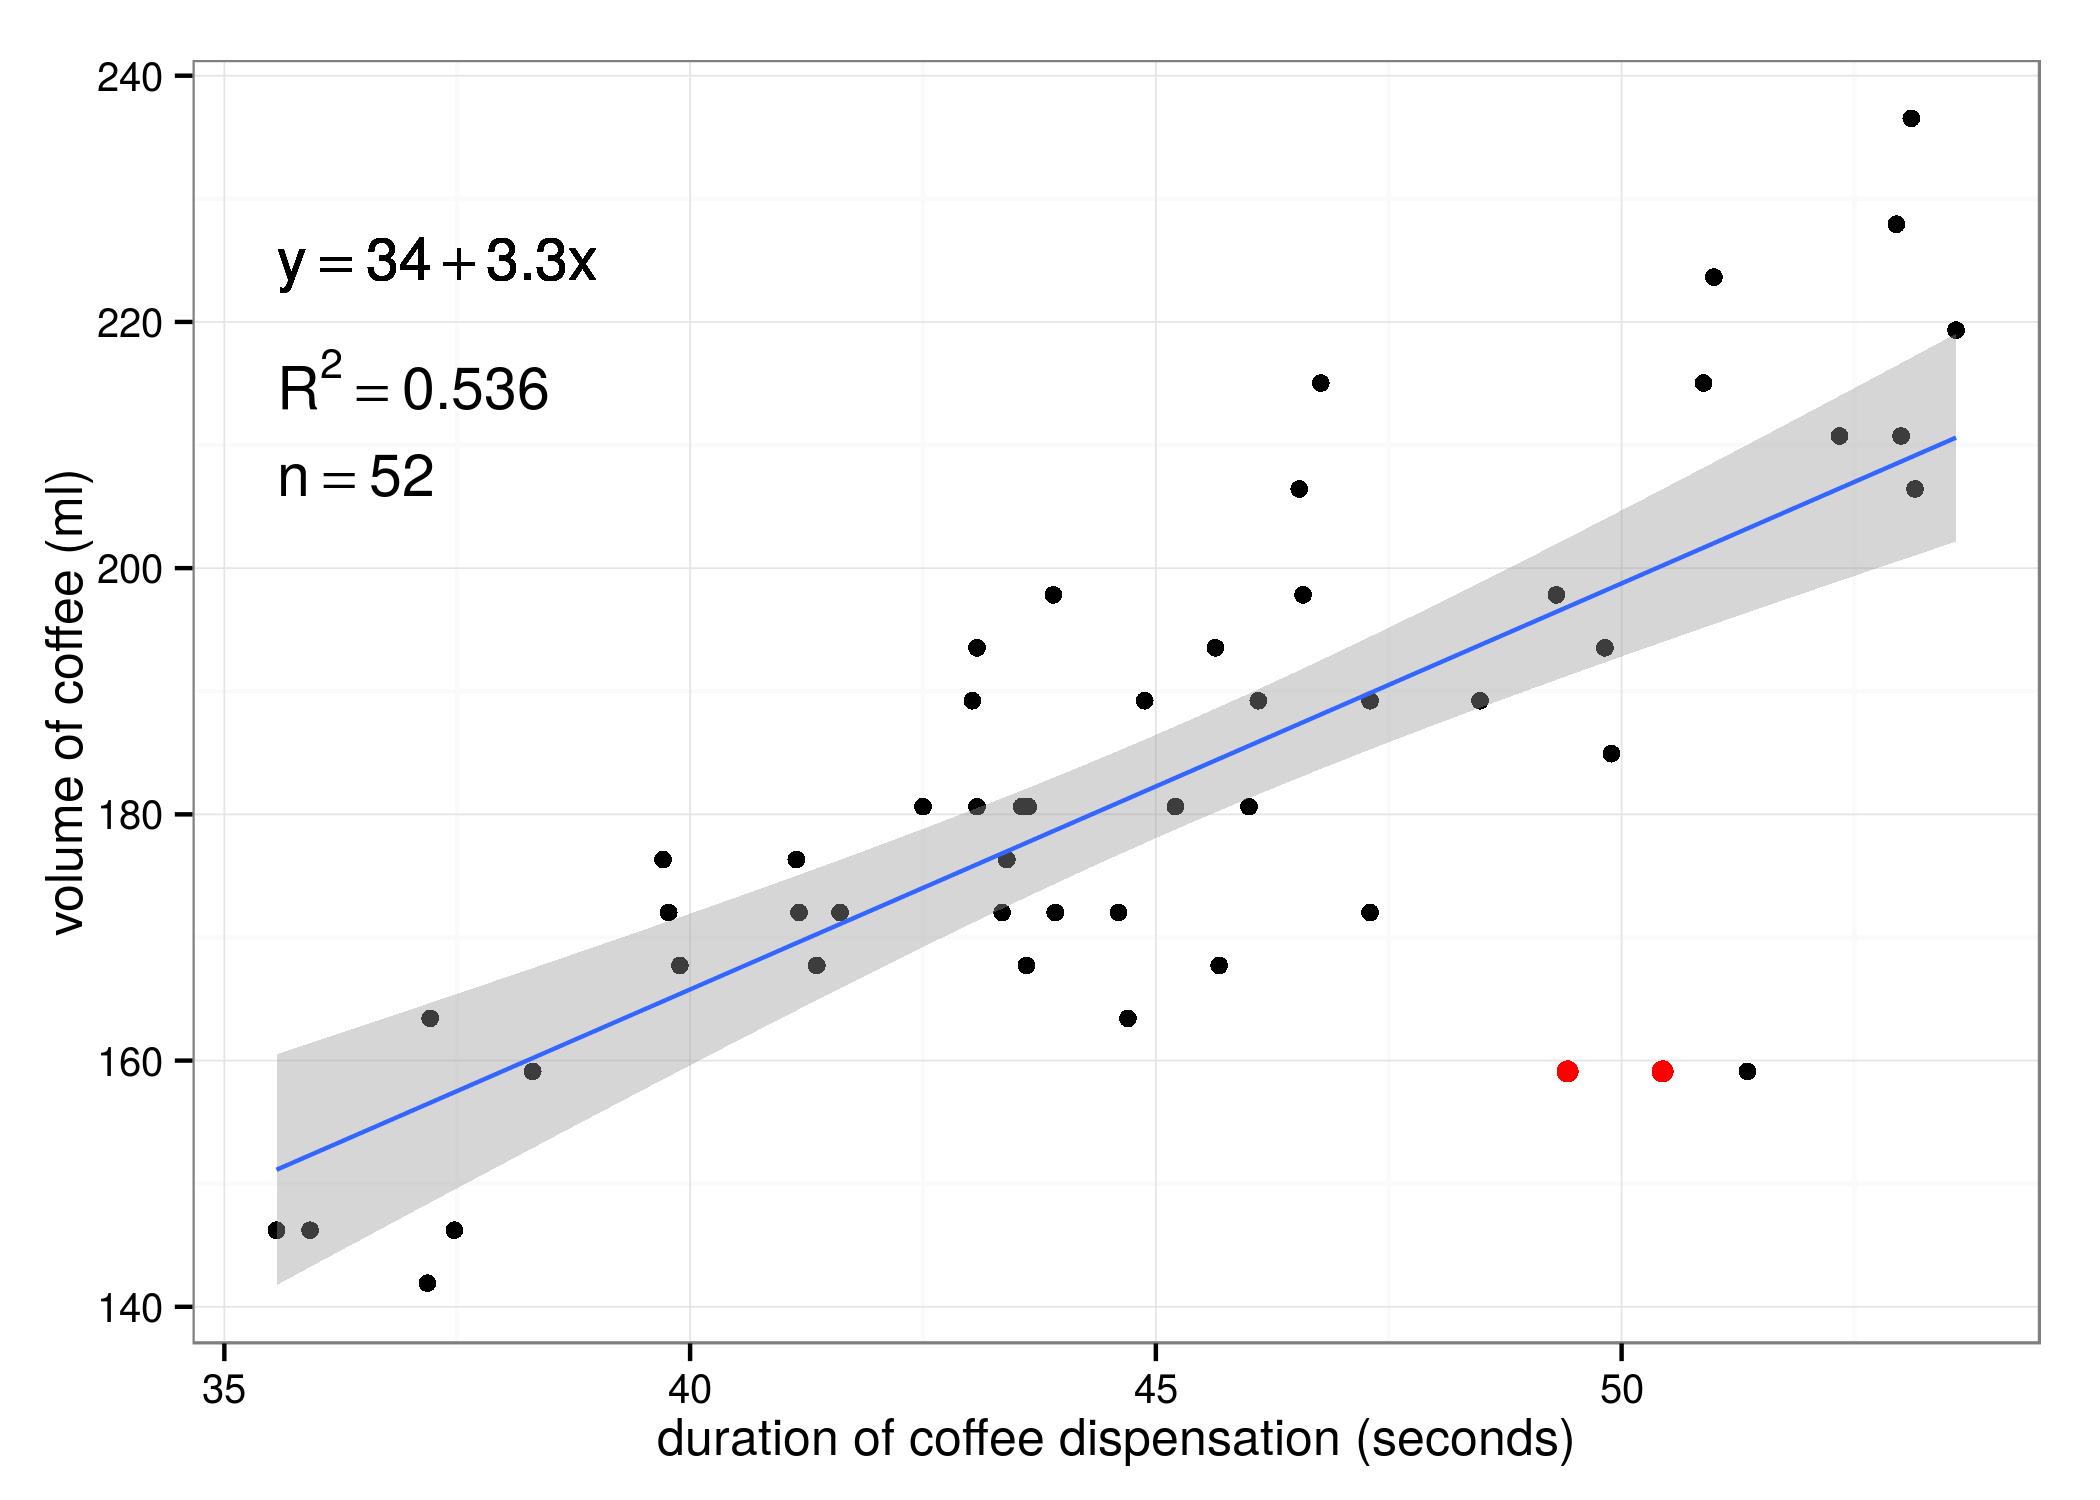 240
220
200
180
160
140
volume of coffee (ml)
y = 34 + 3.3x
R² = 0.536
n = 52
35 40 45 50
duration of coffee dispensation (seconds)